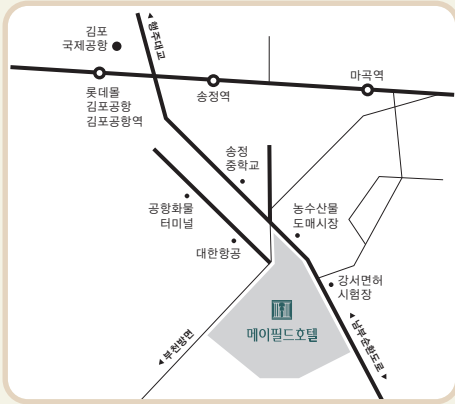 김포
국제공항
◀ 행주대교
롯데몰
김포공항
김포공항역
송정역
마곡역
송정
중학교
공항화물
터미널
농수산물
도매시장
대한항공
강서면허
시험장
메이필드호텔
◀ 부천방면
◀ 남부순환도로 ▶